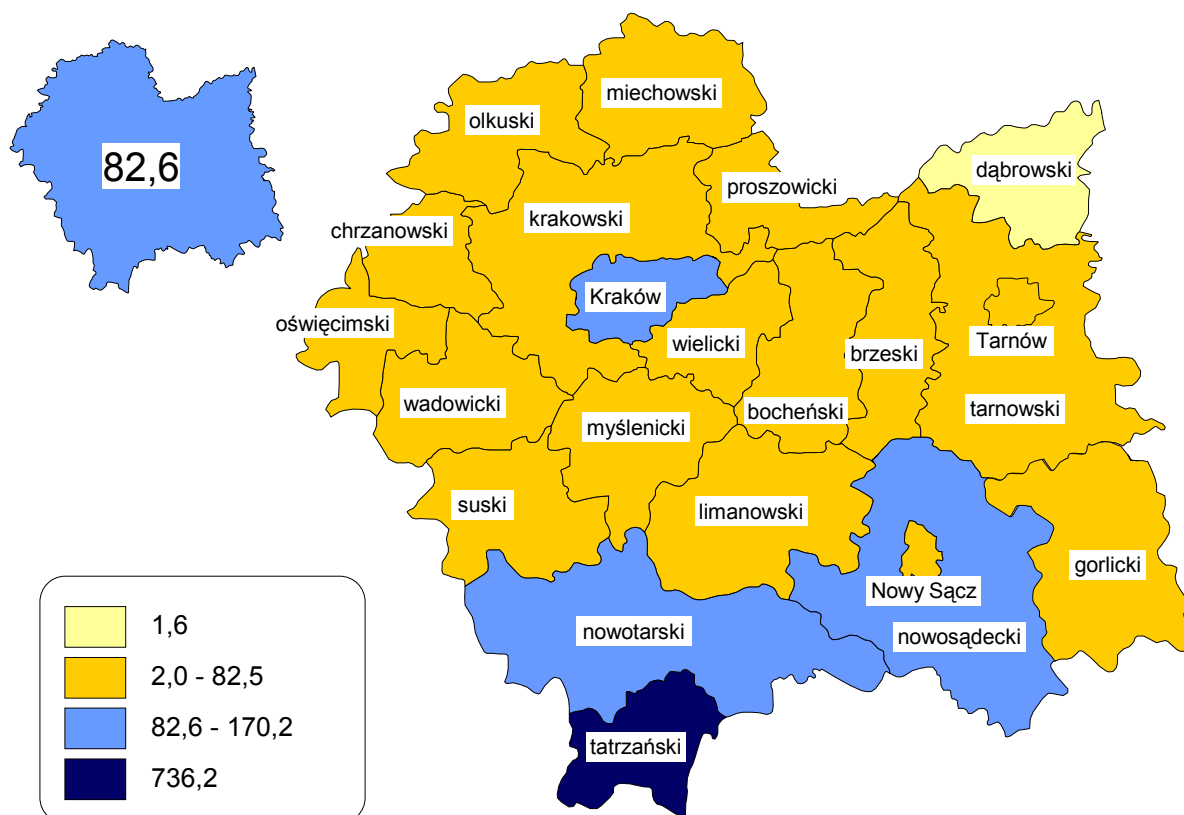 miechowski
olkuski
82,6
dąbrowski
proszowicki
krakowski
chrzanowski
Kraków
oświęcimski
Tarnów
wielicki
brzeski
wadowicki
bocheński
tarnowski
myślenicki
suski
limanowski
gorlicki
Nowy Sącz
nowotarski
nowosądecki
tatrzański
1,6
2,0 - 82,5
82,6 - 170,2
736,2